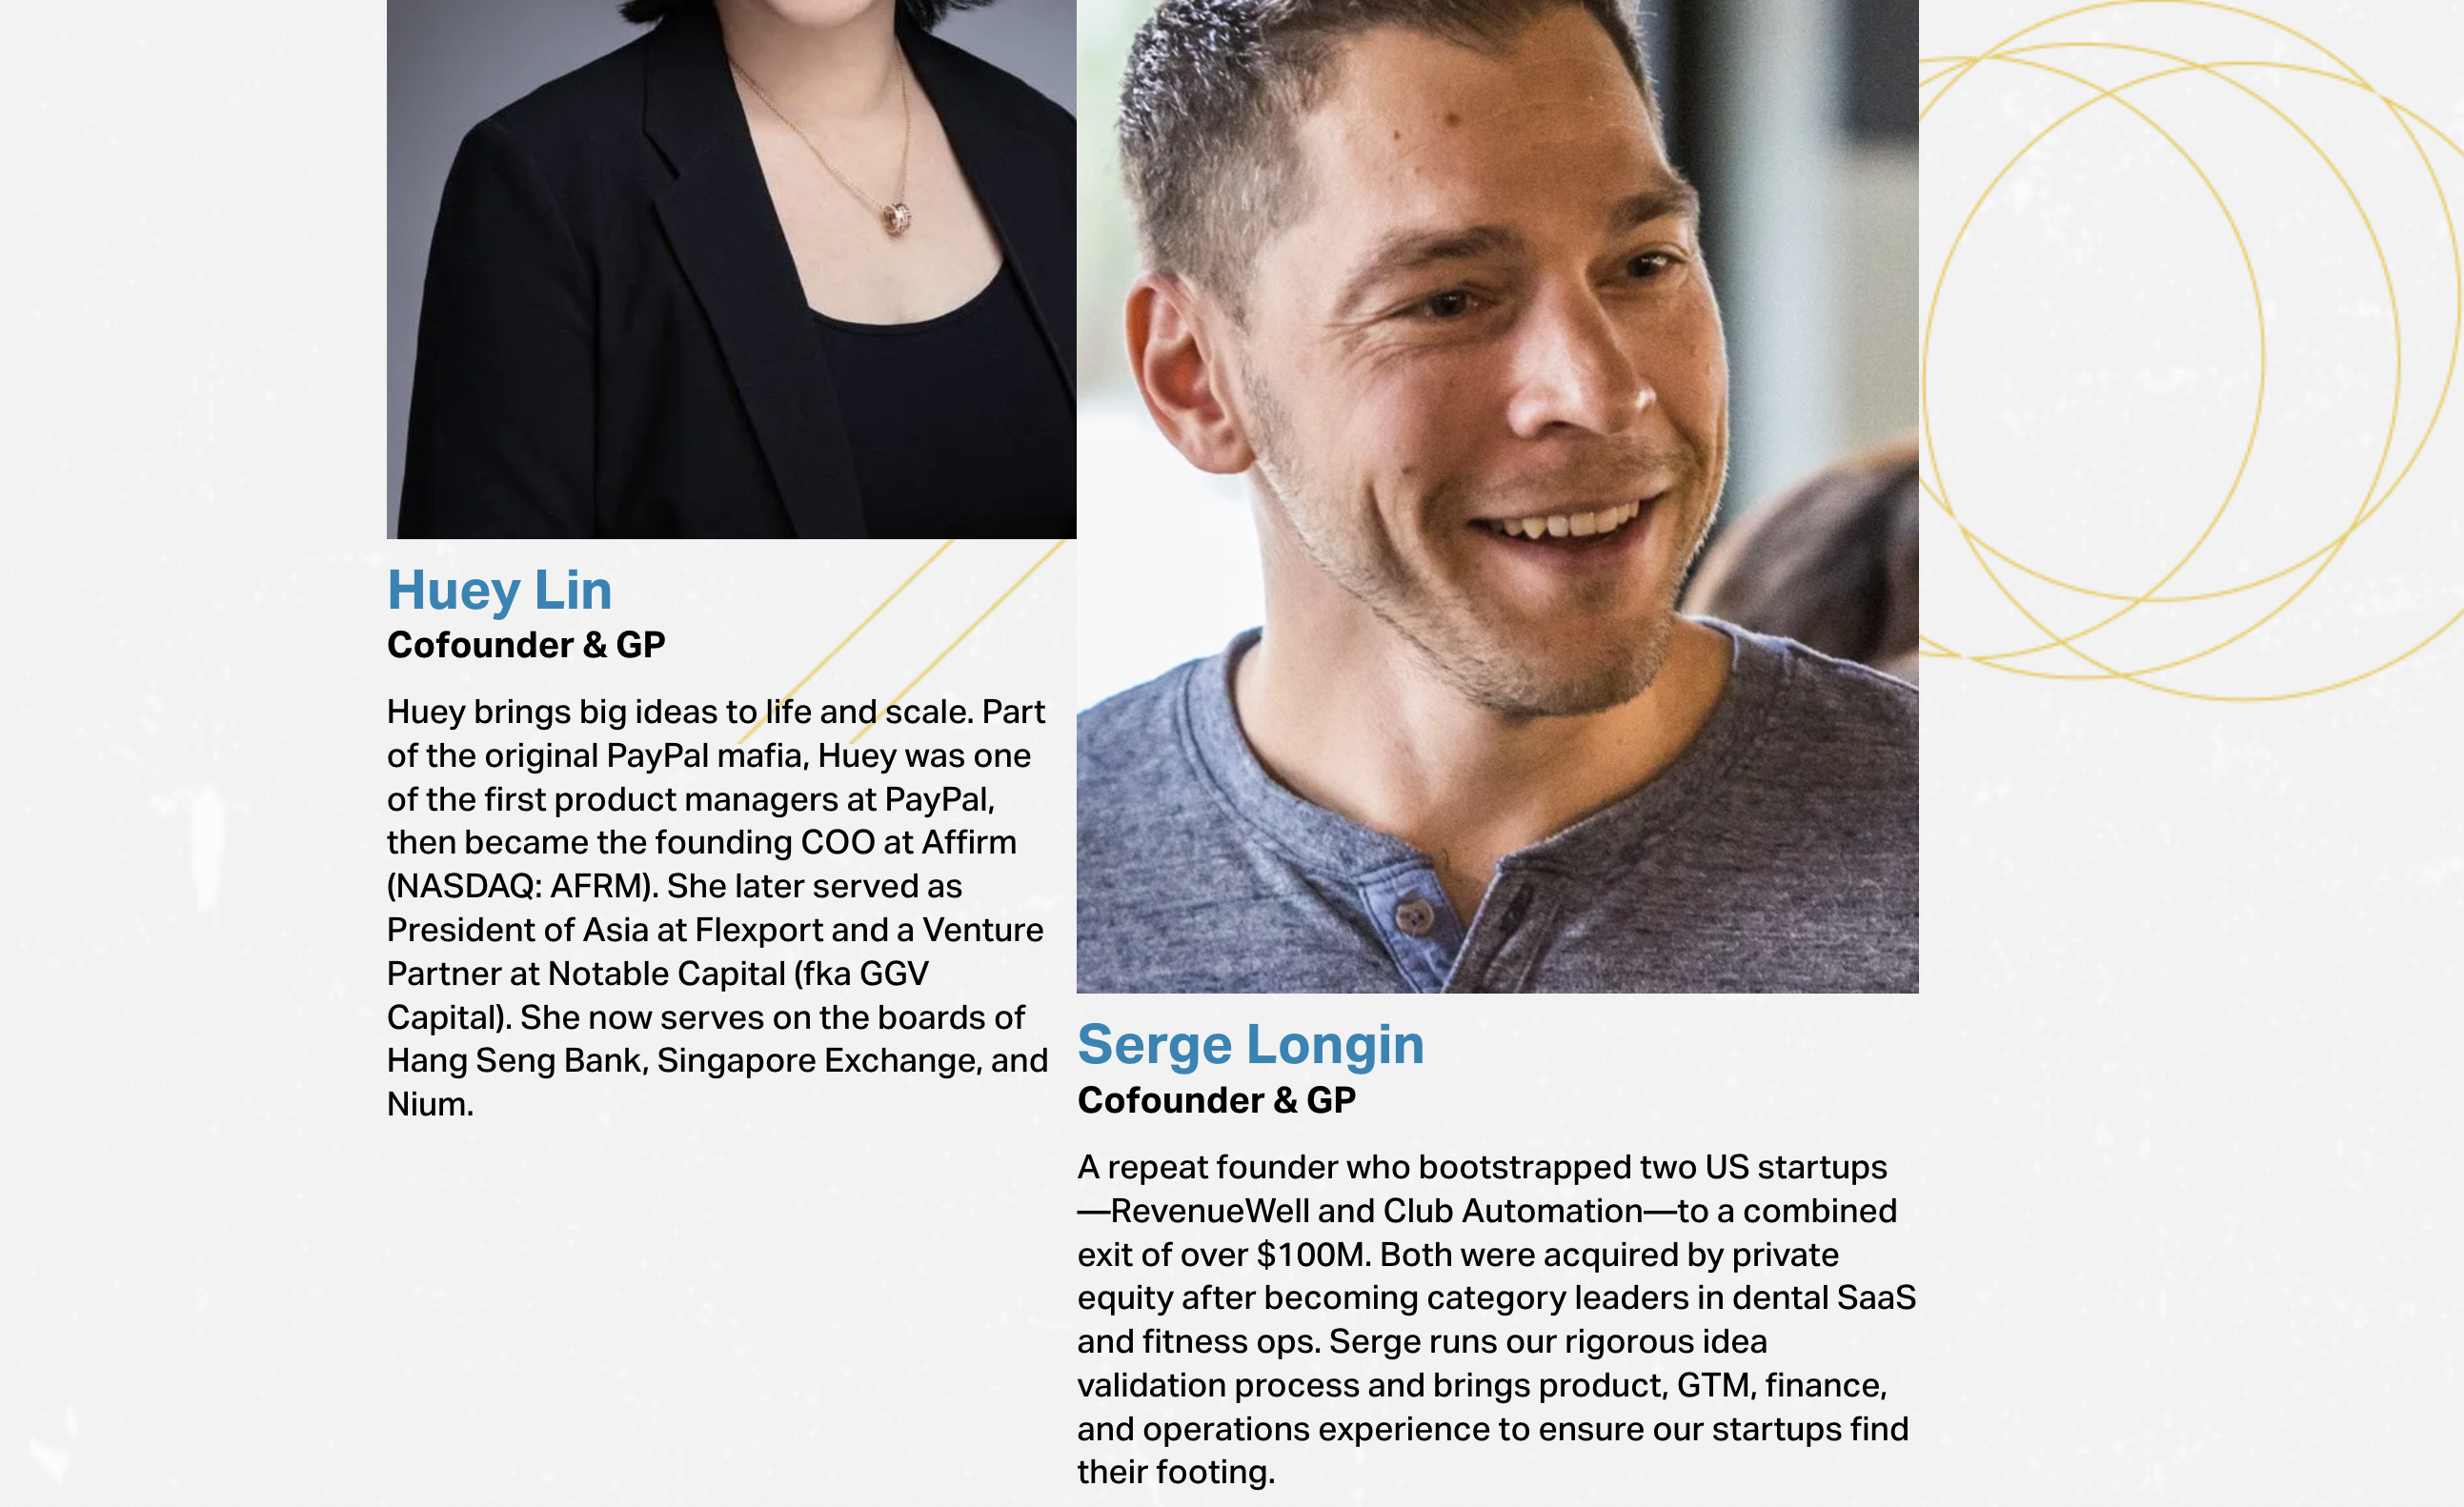 Huey Lin
Cofounder & GP
Huey brings big ideas to life and scale. Part
of the original PayPal mafia, Huey was one
of the first product managers at PayPal,
then became the founding COO at Affirm
(NASDAQ: AFRM). She later served as
President of Asia at Flexport and a Venture
Partner at Notable Capital (fka GGV
Capital). She now serves on the boards of
Hang Seng Bank, Singapore Exchange, and
Nium.
Serge Longin
Cofounder & GP
A repeat founder who bootstrapped two US startups
—RevenueWell and Club Automation—to a combined
exit of over $100M. Both were acquired by private
equity after becoming category leaders in dental SaaS
and fitness ops. Serge runs our rigorous idea
validation process and brings product, GTM, finance,
and operations experience to ensure our startups find
their footing.